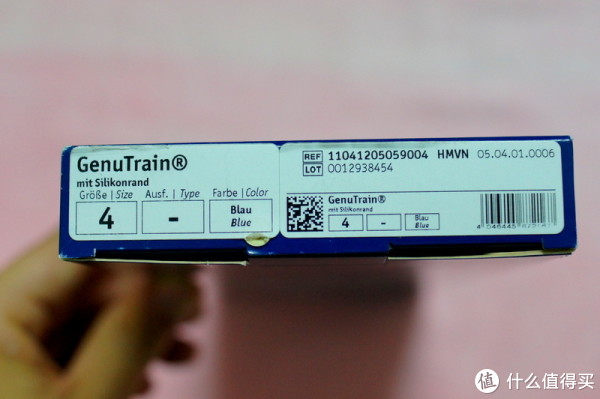 GenuTrain®
mit Silikonrand
Größe | Size Ausf. | Type Farbe | Color
4 - Blau
Blue
REF 11041205059004 HMVN 05.04.01.0006
LOT 0012938454
GenuTrain®
mit Silikonrand
4 - Blau
Blue
值 什么值得买